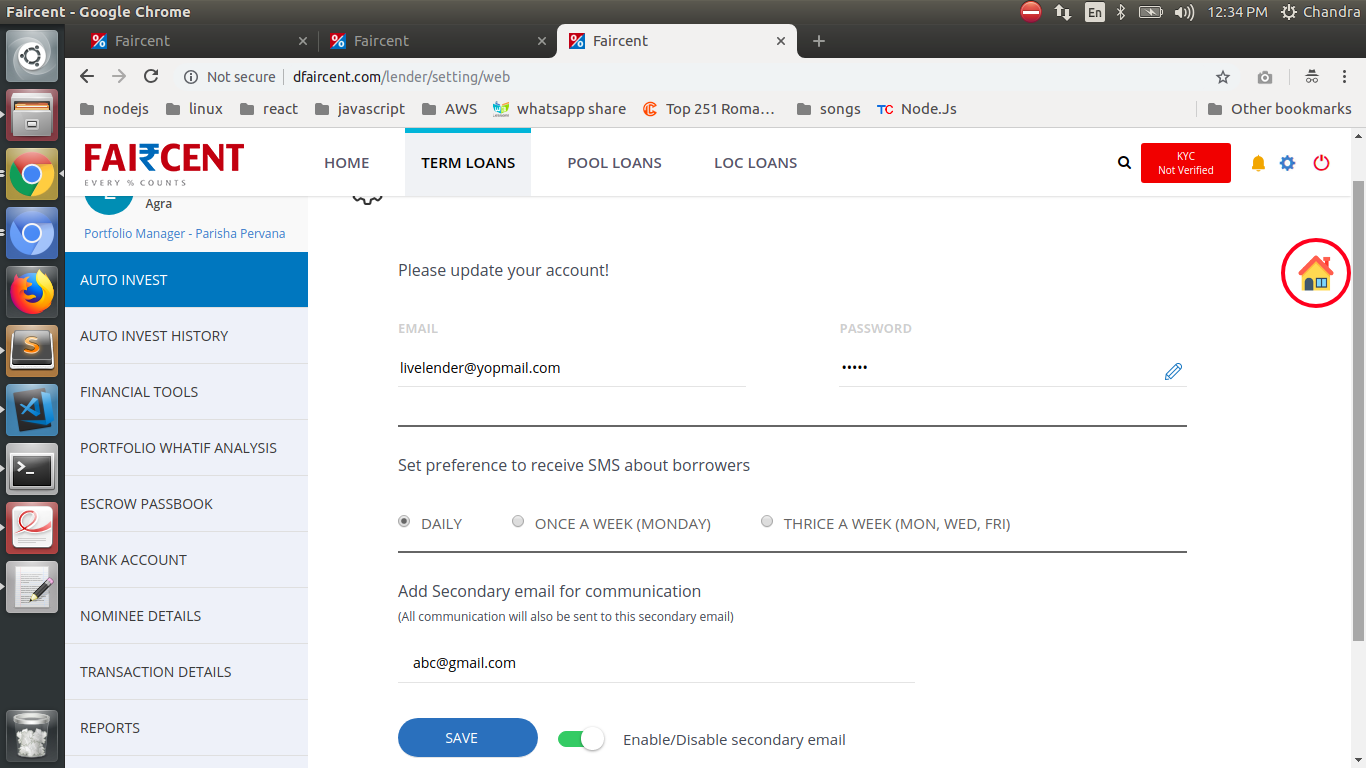 Faircent - Google Chrome
En
12:34 PM
Chandra
Faircent
Faircent
Faircent
Not secure
dfaircent.com/lender/setting/web
nodejs
linux
react
javascript
AWS
whatsapp share
Top 251 Roma…
songs
TC Node.Js
Other bookmarks
FAI₹CENT
EVERY % COUNTS
HOME
TERM LOANS
POOL LOANS
LOC LOANS
KYC
Not Verified
Agra
Portfolio Manager - Parisha Pervana
AUTO INVEST
AUTO INVEST HISTORY
FINANCIAL TOOLS
PORTFOLIO WHATIF ANALYSIS
ESCROW PASSBOOK
BANK ACCOUNT
NOMINEE DETAILS
TRANSACTION DETAILS
REPORTS
Please update your account!
EMAIL
PASSWORD
livelender@yopmail.com
•••••
Set preference to receive SMS about borrowers
DAILY
ONCE A WEEK (MONDAY)
THRICE A WEEK (MON, WED, FRI)
Add Secondary email for communication
(All communication will also be sent to this secondary email)
abc@gmail.com
SAVE
Enable/Disable secondary email